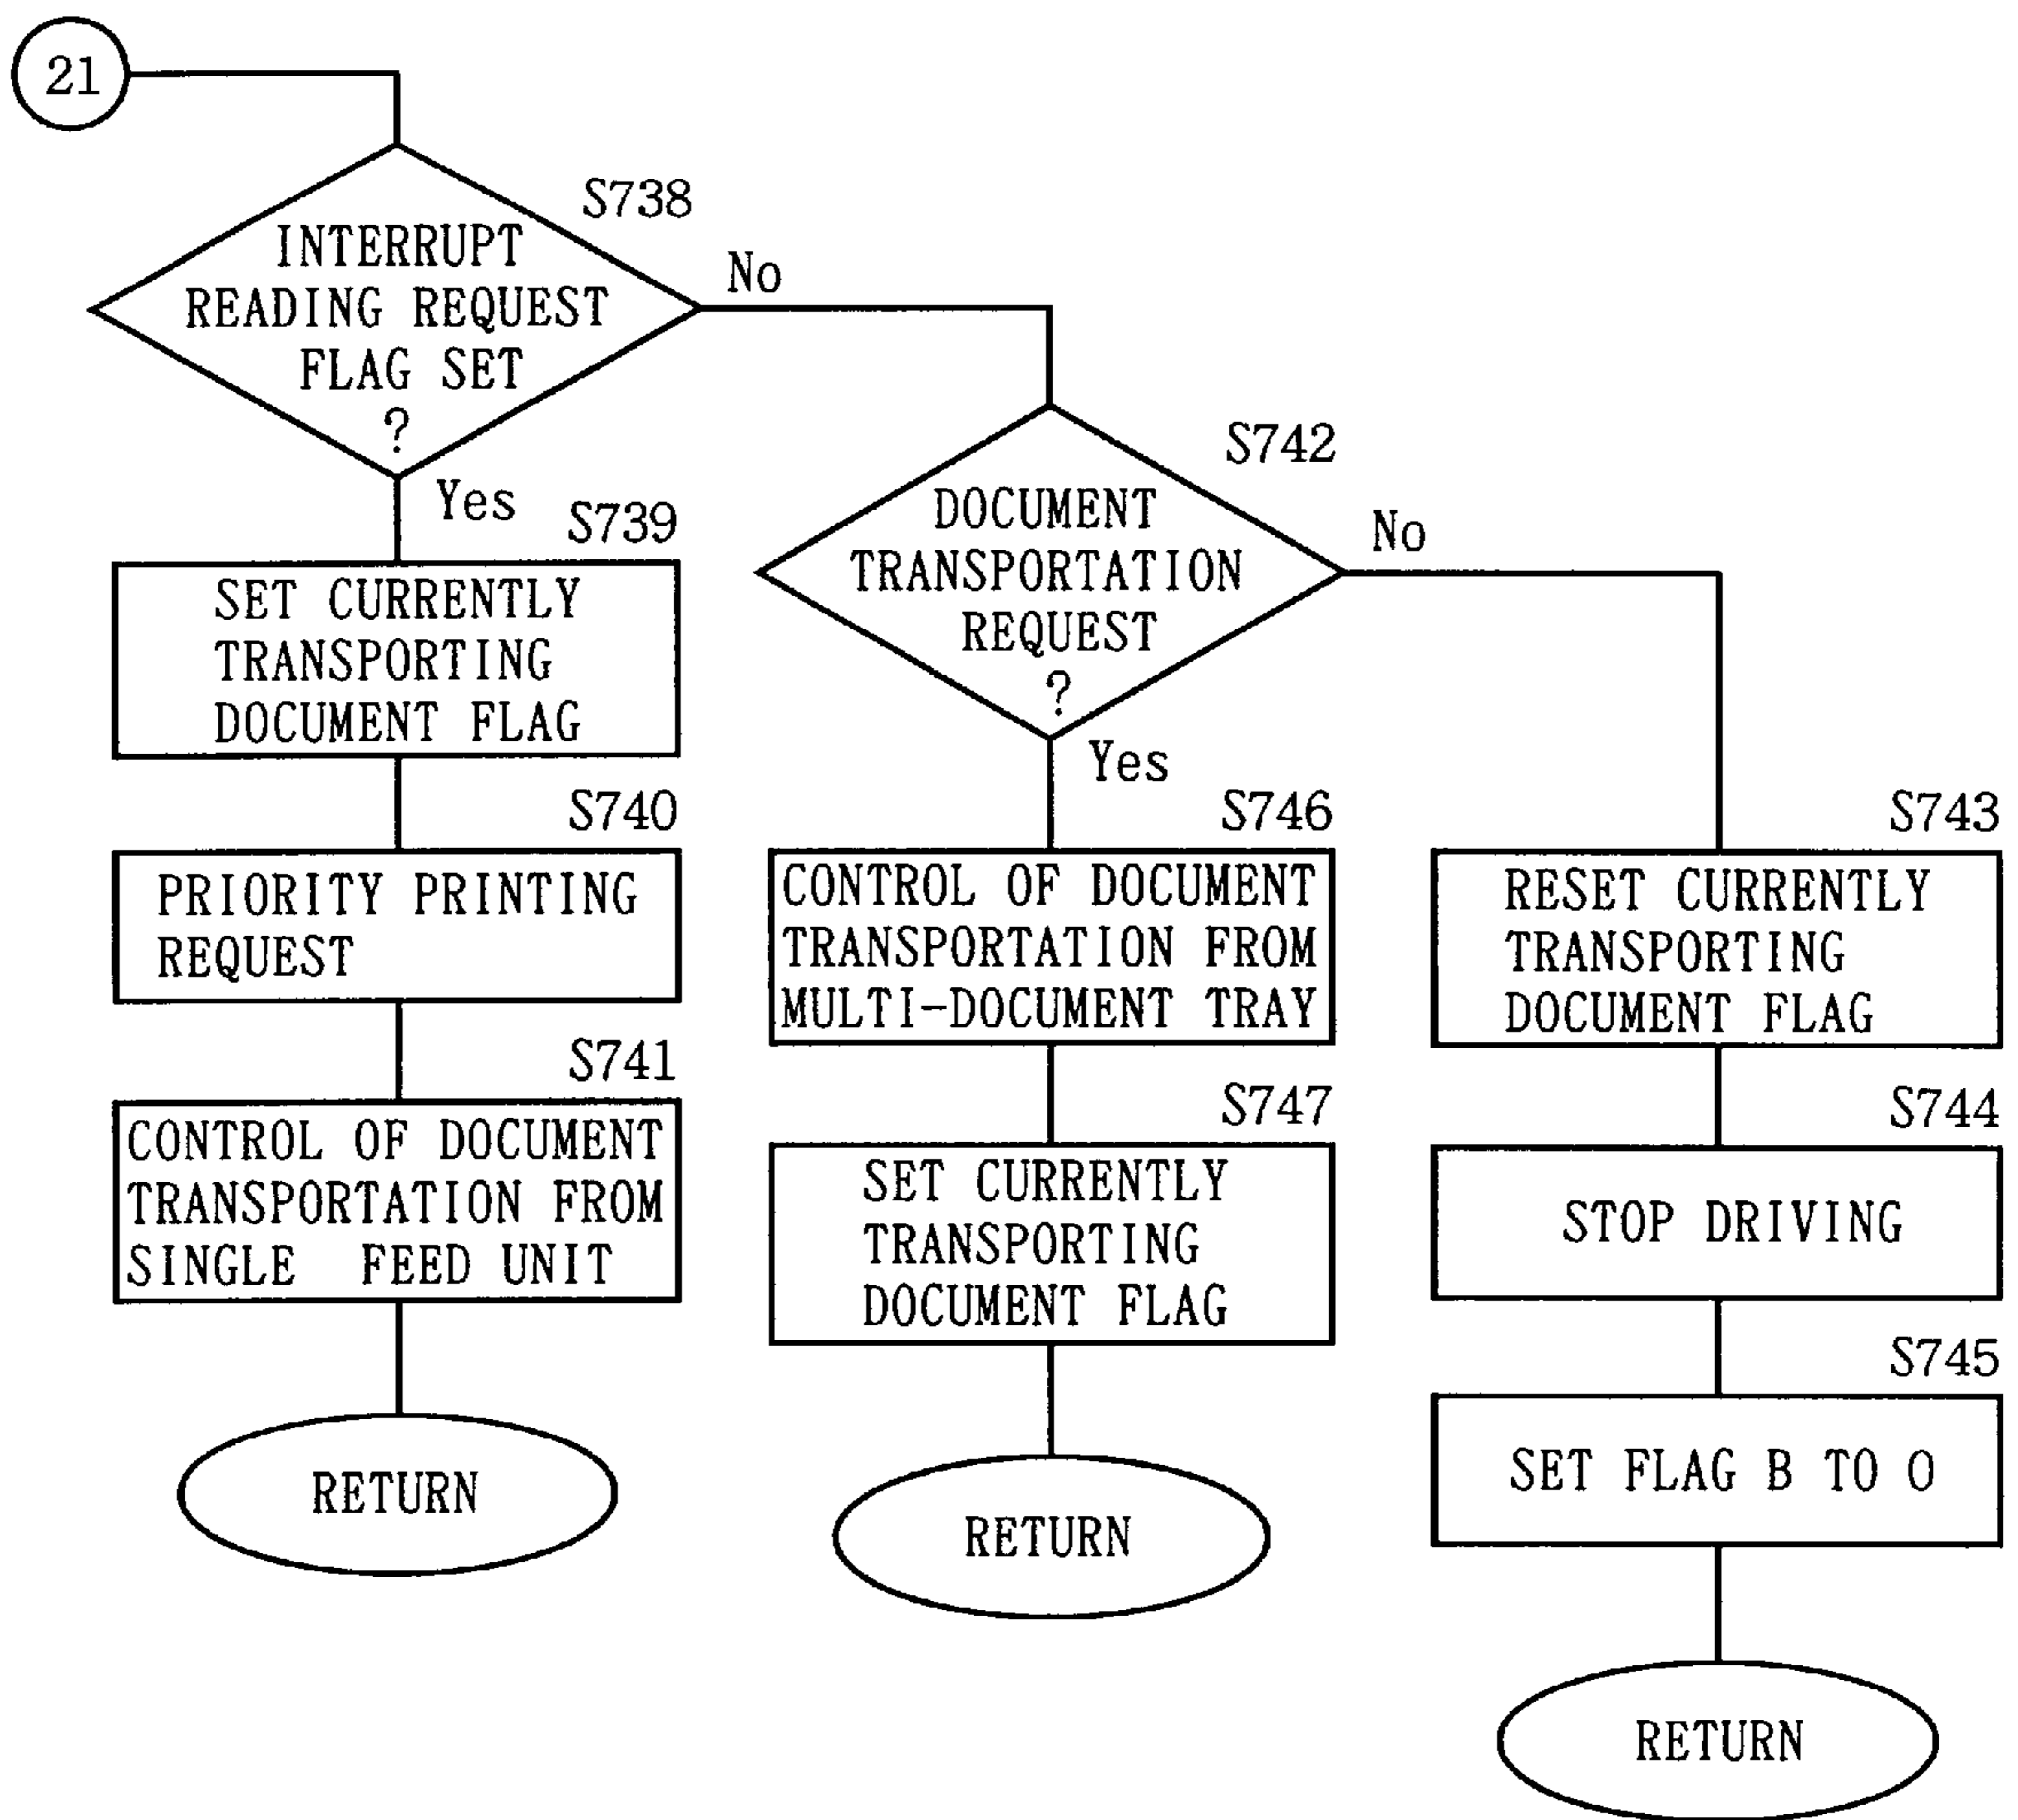 21
S738
INTERRUPT
READING REQUEST
FLAG SET
?
No
Yes
S739
SET CURRENTLY
TRANSPORTING
DOCUMENT FLAG
S740
PRIORITY PRINTING
REQUEST
S741
CONTROL OF DOCUMENT
TRANSPORTATION FROM
SINGLE FEED UNIT
RETURN
S742
DOCUMENT
TRANSPORTATION
REQUEST
?
No
Yes
S746
CONTROL OF DOCUMENT
TRANSPORTATION FROM
MULTI-DOCUMENT TRAY
S747
SET CURRENTLY
TRANSPORTING
DOCUMENT FLAG
RETURN
S743
RESET CURRENTLY
TRANSPORTING
DOCUMENT FLAG
S744
STOP DRIVING
S745
SET FLAG B TO 0
RETURN